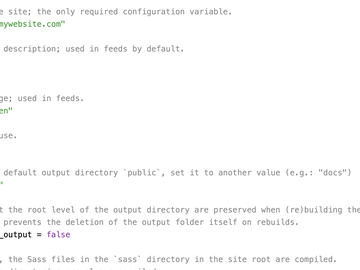 e site; the only required configuration variable.
mywebsite.com"
description; used in feeds by default.
ge; used in feeds.
en"
use.
default output directory `public`, set it to another value (e.g.: "docs")
"
t the root level of the output directory are preserved when (re)building the
prevents the deletion of the output folder itself on rebuilds.
_output = false
, the Sass files in the `sass` directory in the site root are compiled.